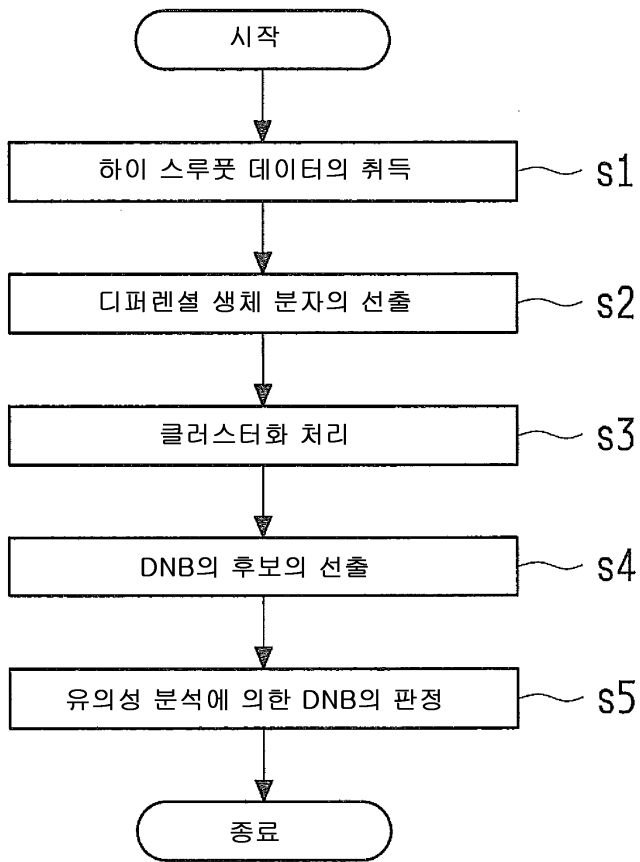 시작
하이 스루풋 데이터의 취득 s1
디퍼렌셜 생체 분자의 선출 s2
클러스터화 처리 s3
DNB의 후보의 선출 s4
유의성 분석에 의한 DNB의 판정 s5
종료